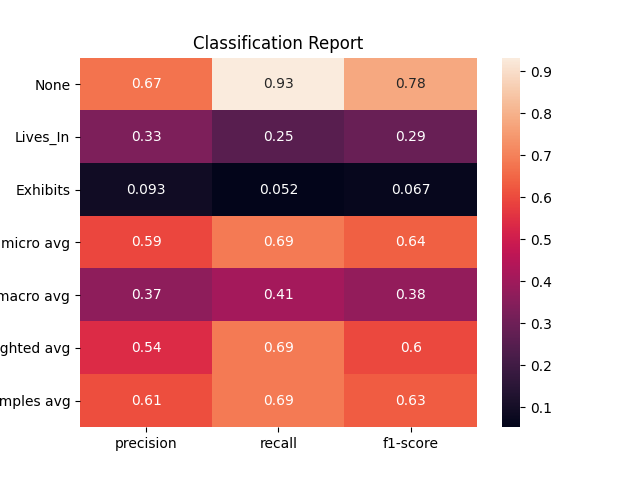 Classification Report
None 0.67 0.93 0.78 0.9
Lives_In 0.33 0.25 0.29 0.8
Exhibits 0.093 0.052 0.067 0.7
micro avg 0.59 0.69 0.64 0.6
macro avg 0.37 0.41 0.38 0.5
ghted avg 0.54 0.69 0.6 0.4
mples avg 0.61 0.69 0.63 0.3
0.2
0.1
precision recall f1-score